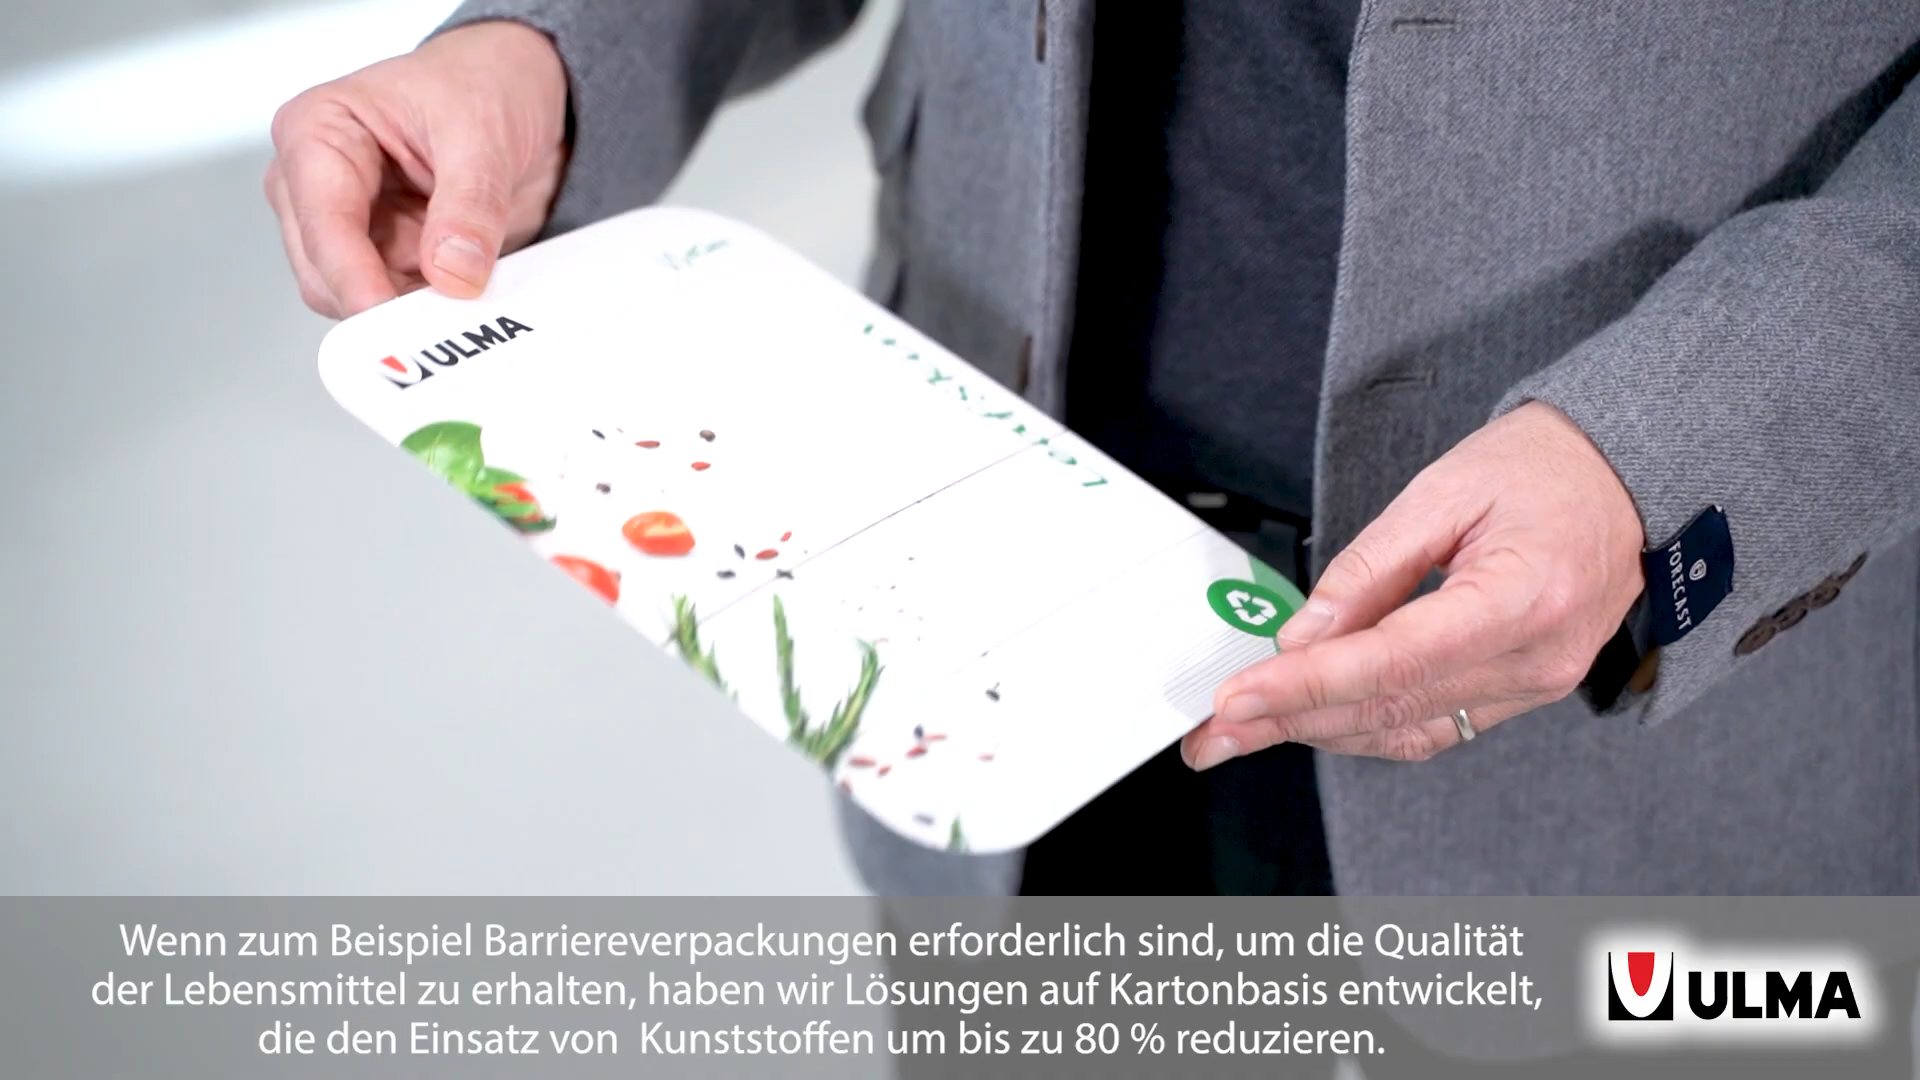 ULMA
FORECAST
Wenn zum Beispiel Barriereverpackungen erforderlich sind, um die Qualität
der Lebensmittel zu erhalten, haben wir Lösungen auf Kartonbasis entwickelt,
die den Einsatz von Kunststoffen um bis zu 80 % reduzieren.
ULMA